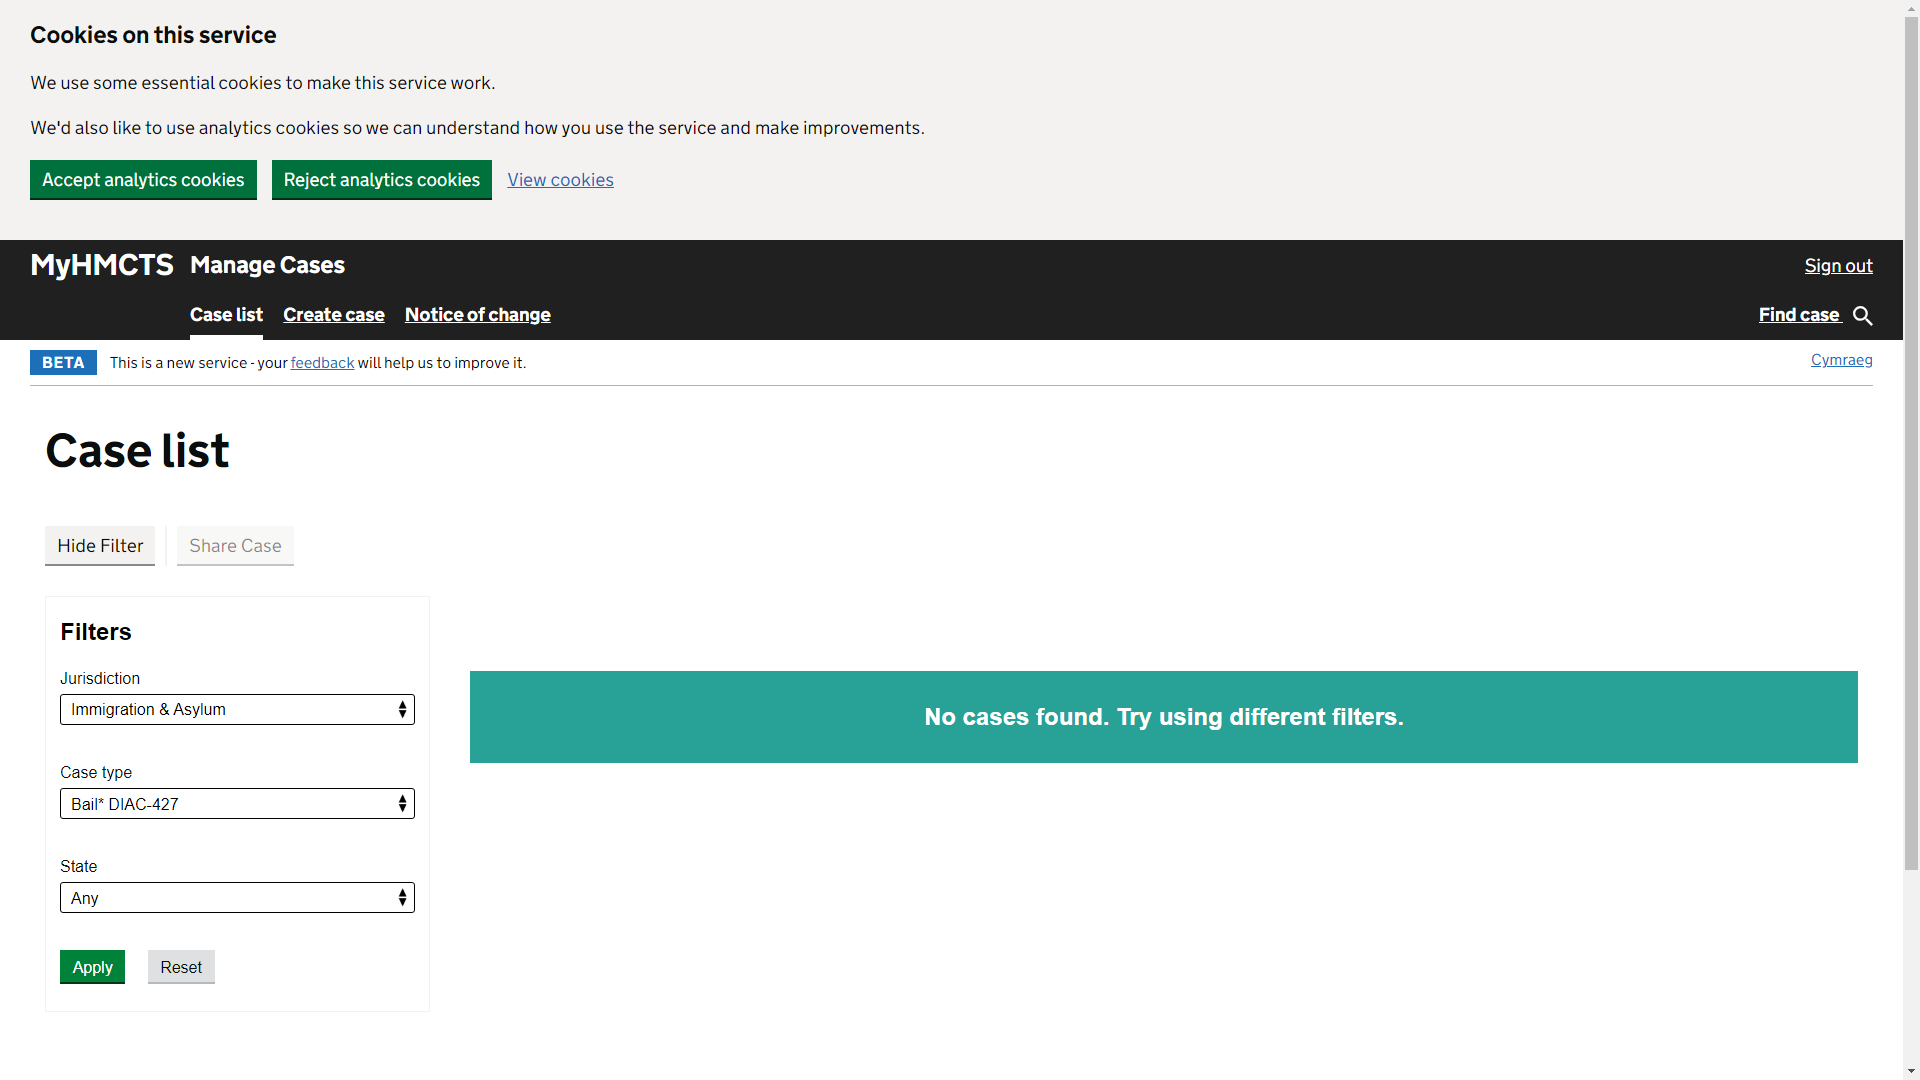 Cookies on this service
We use some essential cookies to make this service work.
We'd also like to use analytics cookies so we can understand how you use the service and make improvements.
Accept analytics cookies Reject analytics cookies View cookies
MyHMCTS Manage Cases Sign out
Case list Create case Notice of change Find case
BETA This is a new service - your feedback will help us to improve it. Cymraeg
Case list
Hide Filter Share Case
Filters
Jurisdiction
Immigration & Asylum
No cases found. Try using different filters.
Case type
Bail* DIAC-427
State
Any
Apply Reset